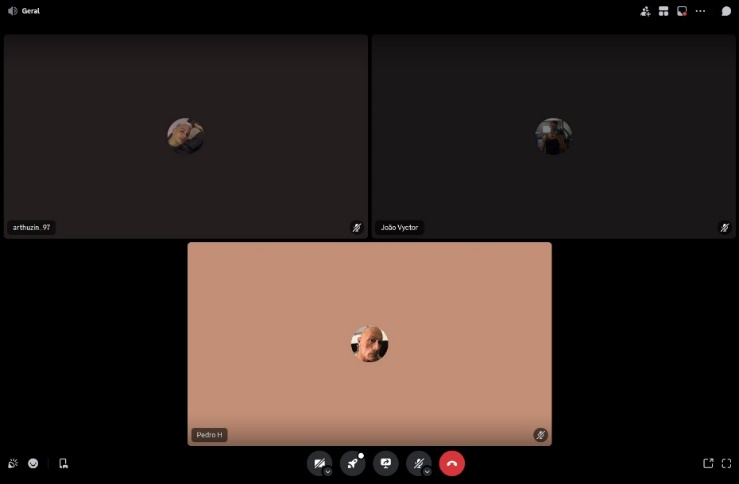 Geral
arthuzin_97
João Vyctor
Pedro H